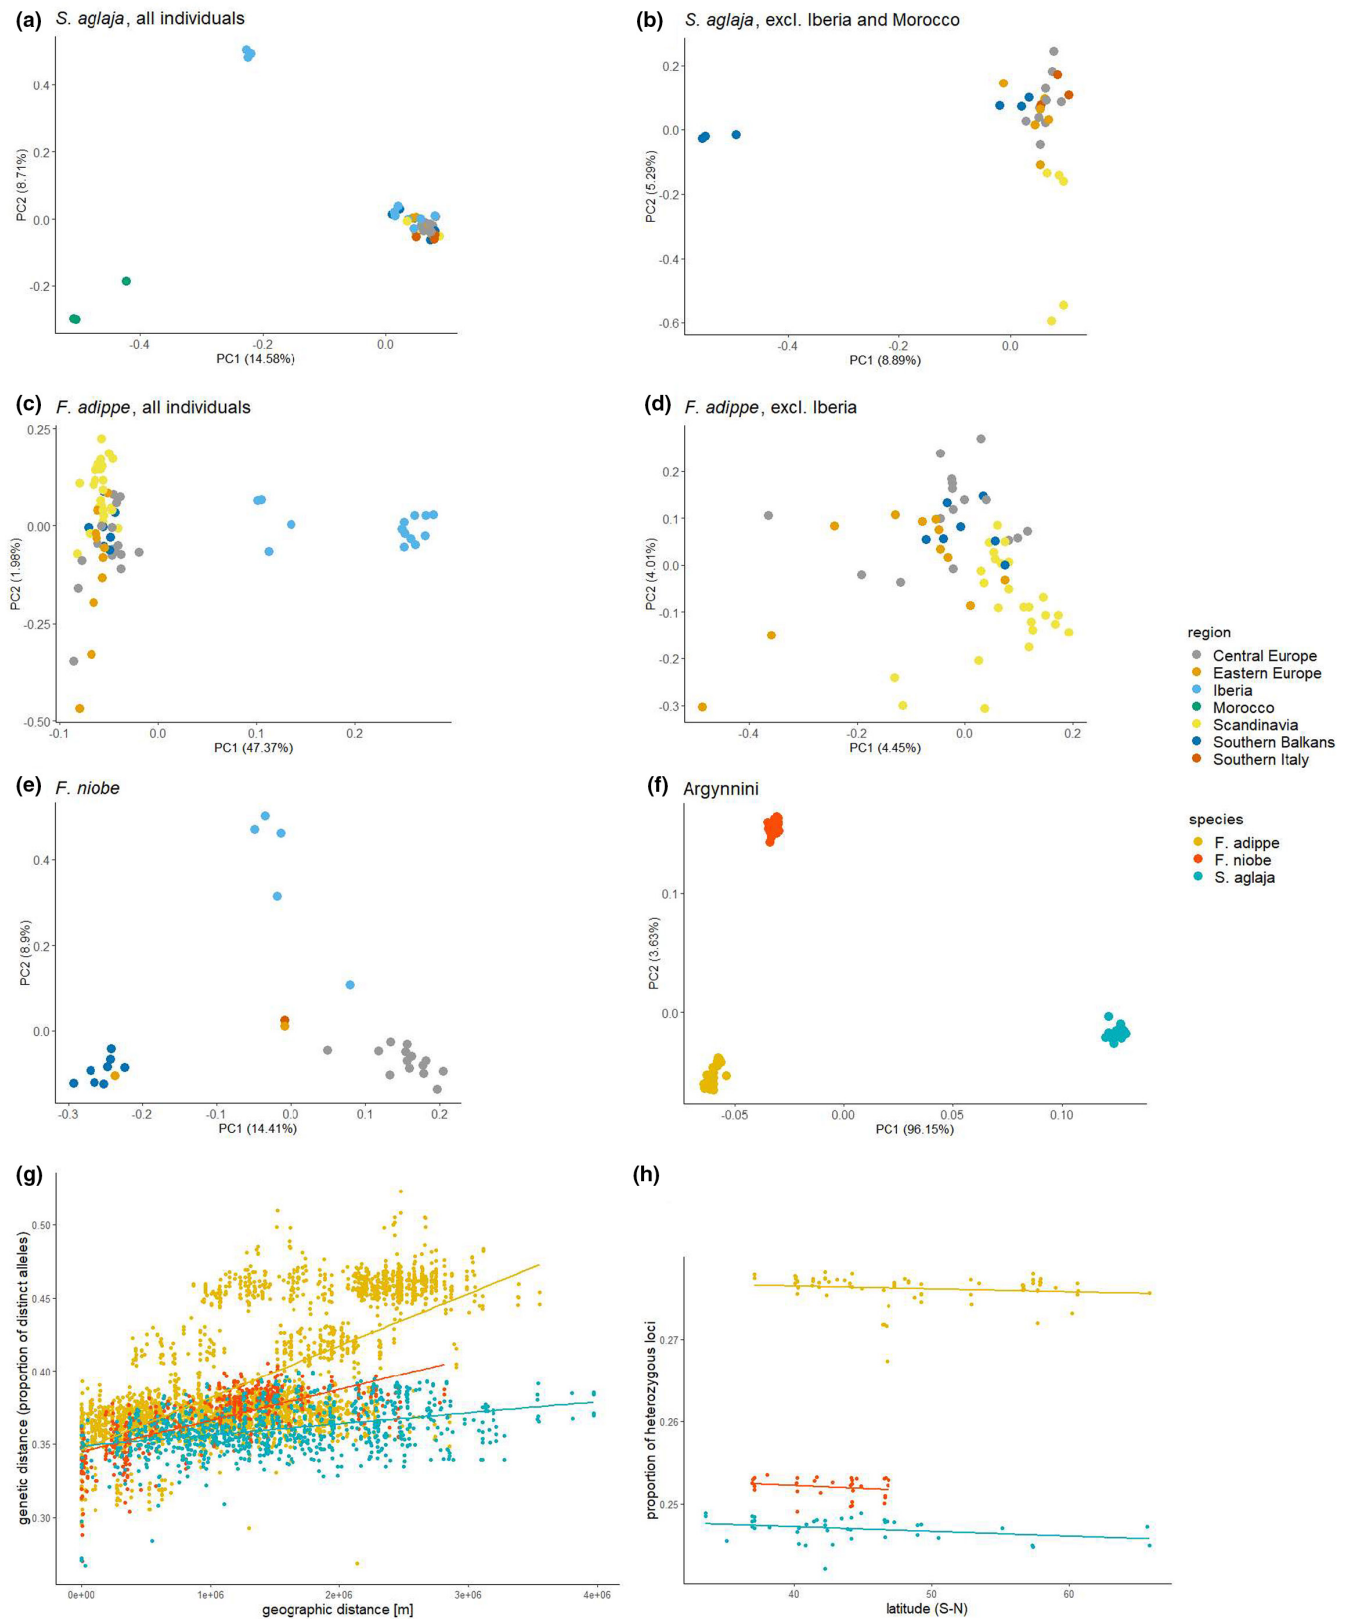 (a) S. aglaja, all individuals
0.4
0.2
0.0
-0.2
PC2 (8.71%)
-0.4 -0.2 0.0
PC1 (14.58%)
(b) S. aglaja, excl. Iberia and Morocco
0.2
0.0
-0.2
-0.4
-0.6
PC2 (5.29%)
-0.4 -0.2 0.0
PC1 (8.89%)
(c) F. adippe, all individuals
0.25
0.00
-0.25
-0.50
PC2 (1.98%)
-0.1 0.0 0.1 0.2
PC1 (47.37%)
(d) F. adippe, excl. Iberia
0.2
0.1
0.0
-0.1
-0.2
-0.3
PC2 (4.01%)
-0.4 -0.2 0.0 0.2
PC1 (4.45%)
region
Central Europe
Eastern Europe
Iberia
Morocco
Scandinavia
Southern Balkans
Southern Italy
(e) F. niobe
0.4
0.2
0.0
PC2 (8.9%)
-0.3 -0.2 -0.1 0.0 0.1 0.2
PC1 (14.41%)
(f) Argynnini
0.1
0.0
PC2 (3.63%)
-0.05 0.00 0.05 0.10
PC1 (96.15%)
species
F. adippe
F. niobe
S. aglaja
(g)
0.50
0.45
0.40
0.35
0.30
genetic distance (proportion of distinct alleles)
0e+00 1e+06 2e+06 3e+06 4e+06
geographic distance [m]
(h)
0.27
0.26
0.25
proportion of heterozygous loci
40 50 60
latitude (S-N)